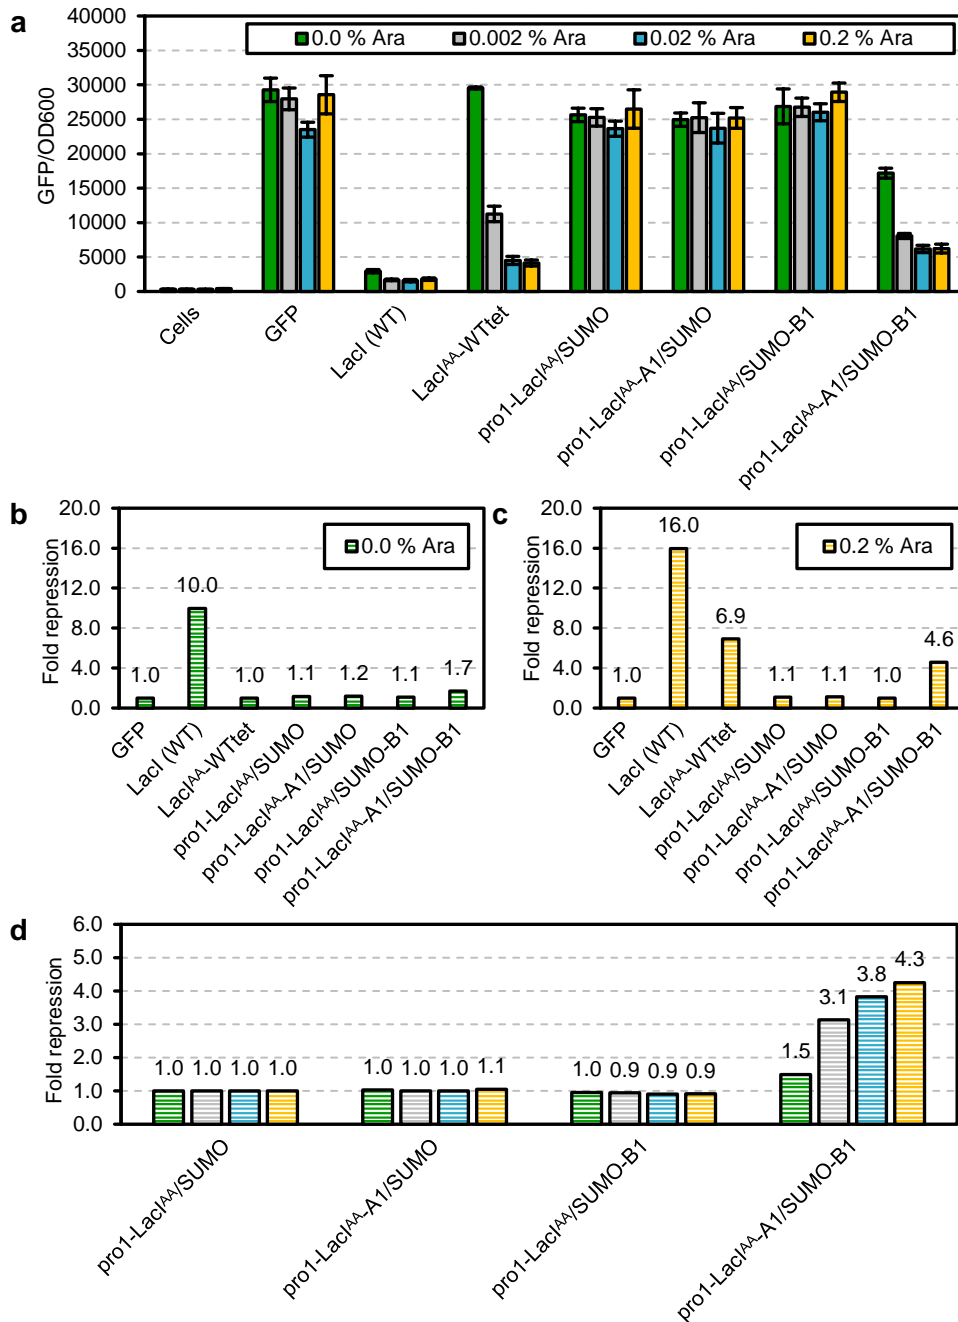 a
40000
35000
30000
25000
20000
15000
10000
5000
0
GFP/OD600
0.0 % Ara 0.002 % Ara 0.02 % Ara 0.2 % Ara
Cells
GFP
LacI (WT)
LacIᴬᴬ-WTtet
pro1-LacIᴬᴬ/SUMO
pro1-LacIᴬᴬ-A1/SUMO
pro1-LacIᴬᴬ/SUMO-B1
pro1-LacIᴬᴬ-A1/SUMO-B1
b
20.0
16.0
12.0
8.0
4.0
0.0
Fold repression
0.0 % Ara
1.0 10.0 1.0 1.1 1.2 1.1 1.7
GFP
LacI (WT)
LacIᴬᴬ-WTtet
pro1-LacIᴬᴬ/SUMO
pro1-LacIᴬᴬ-A1/SUMO
pro1-LacIᴬᴬ/SUMO-B1
pro1-LacIᴬᴬ-A1/SUMO-B1
c
20.0
16.0
12.0
8.0
4.0
0.0
Fold repression
0.2 % Ara
1.0 16.0 6.9 1.1 1.1 1.0 4.6
GFP
LacI (WT)
LacIᴬᴬ-WTtet
pro1-LacIᴬᴬ/SUMO
pro1-LacIᴬᴬ-A1/SUMO
pro1-LacIᴬᴬ/SUMO-B1
pro1-LacIᴬᴬ-A1/SUMO-B1
d
6.0
5.0
4.0
3.0
2.0
1.0
0.0
Fold repression
1.0 1.0 1.0 1.0
1.0 1.0 1.0 1.1
1.0 0.9 0.9 0.9
1.5 3.1 3.8 4.3
pro1-LacIᴬᴬ/SUMO
pro1-LacIᴬᴬ-A1/SUMO
pro1-LacIᴬᴬ/SUMO-B1
pro1-LacIᴬᴬ-A1/SUMO-B1